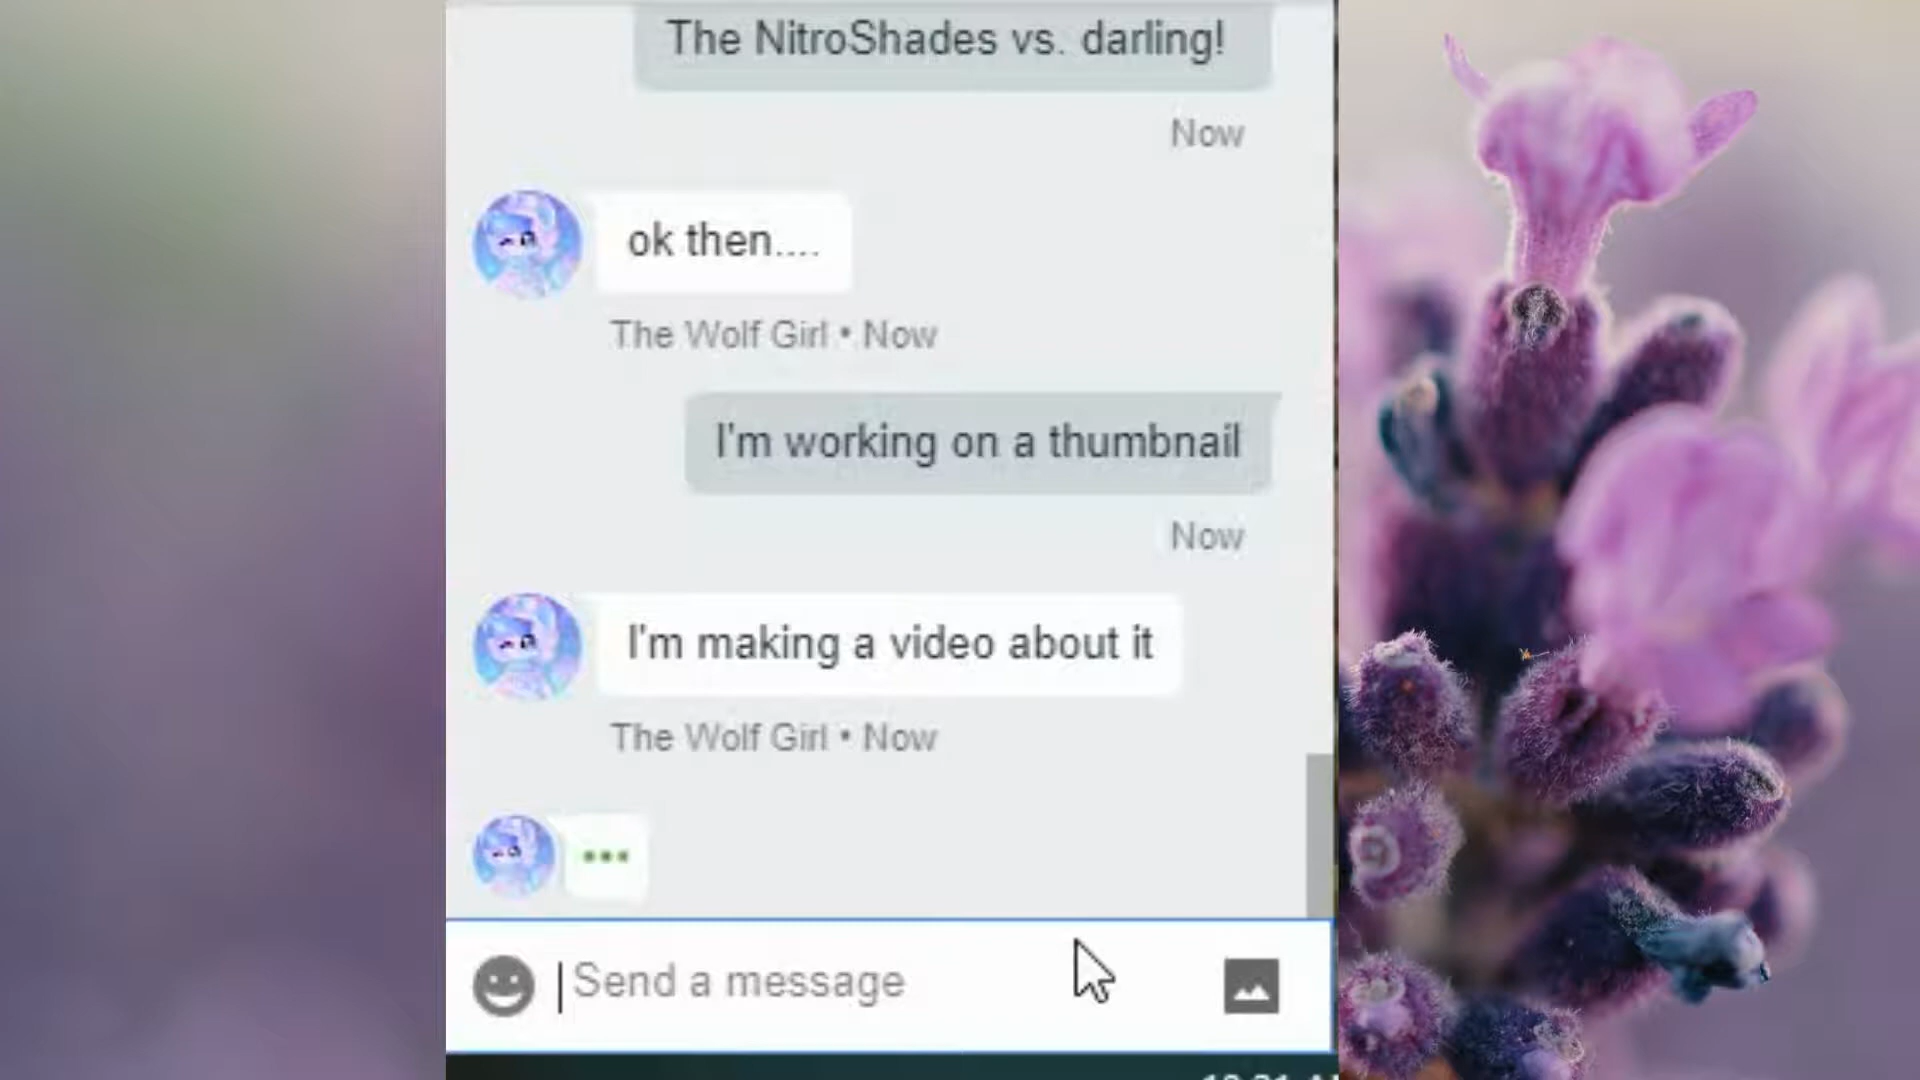 The NitroShades vs. darling!
Now
ok then....
The Wolf Girl • Now
I'm working on a thumbnail
Now
I'm making a video about it
The Wolf Girl • Now
Send a message